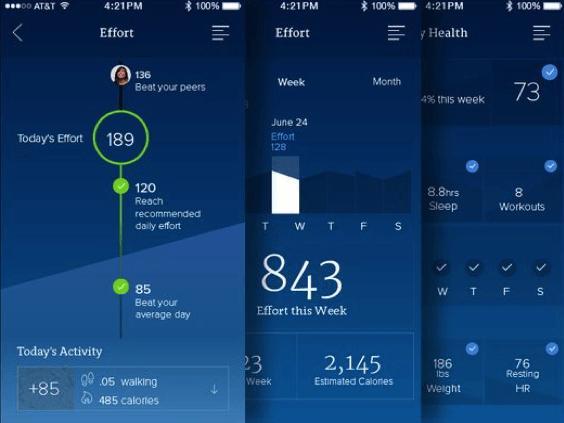 AT&T 4:21PM 100%
Effort
136
Beat your peers
Today's Effort
189
120
Reach
recommended
daily effort
85
Beat your
average day
Today's Activity
+85
.05 walking
485 calories
4:21PM 100%
Effort
Week Month
June 24
Effort
128
T W T F S
843
Effort this Week
23
Week
2,145
Estimated Calories
4:21PM 100%
y Health
4% this week
73
8.8hrs
Sleep
8
Workouts
W T F S
186
lbs
Weight
76
Resting
HR